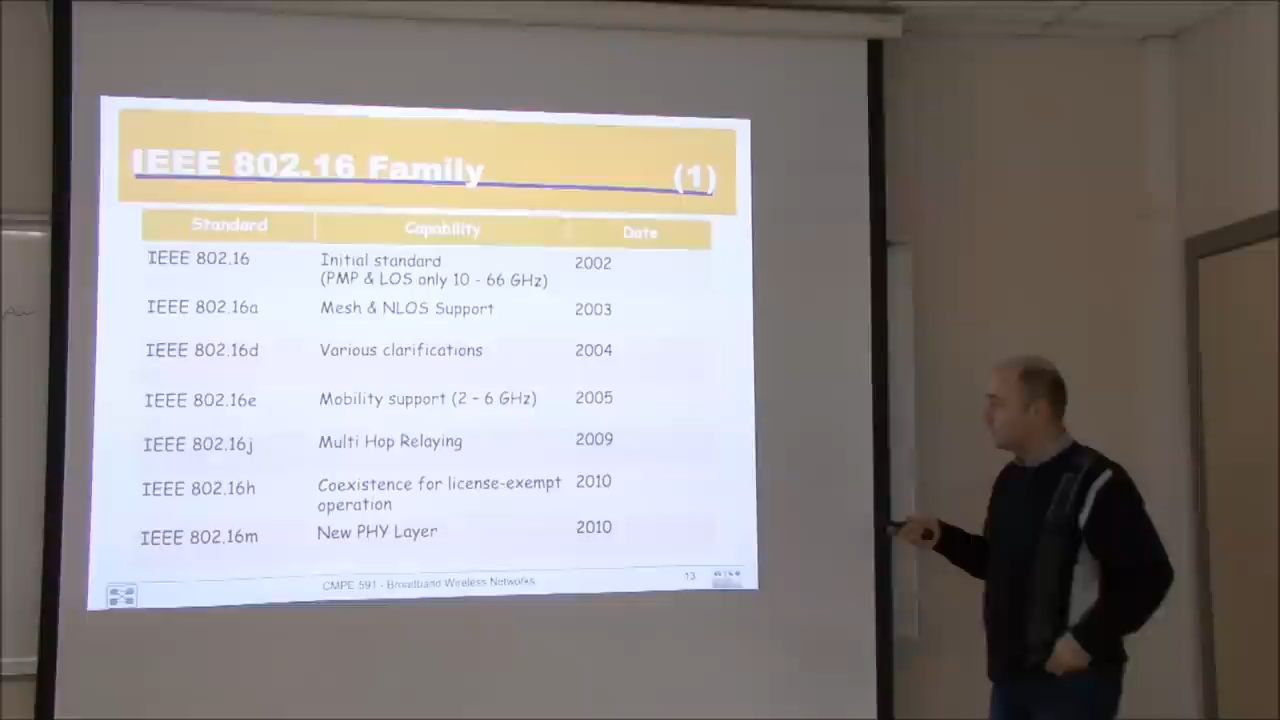 IEEE 802.16 Family (1)
Standard Capability Date
IEEE 802.16 Initial standard 2002
(PMP & LOS only 10 - 66 GHz)
IEEE 802.16a Mesh & NLOS Support 2003
IEEE 802.16d Various clarifications 2004
IEEE 802.16e Mobility support (2 - 6 GHz) 2005
IEEE 802.16j Multi Hop Relaying 2009
IEEE 802.16h Coexistence for license-exempt 2010
operation
IEEE 802.16m New PHY Layer 2010
CMPE 591 - Broadband Wireless Networks 13